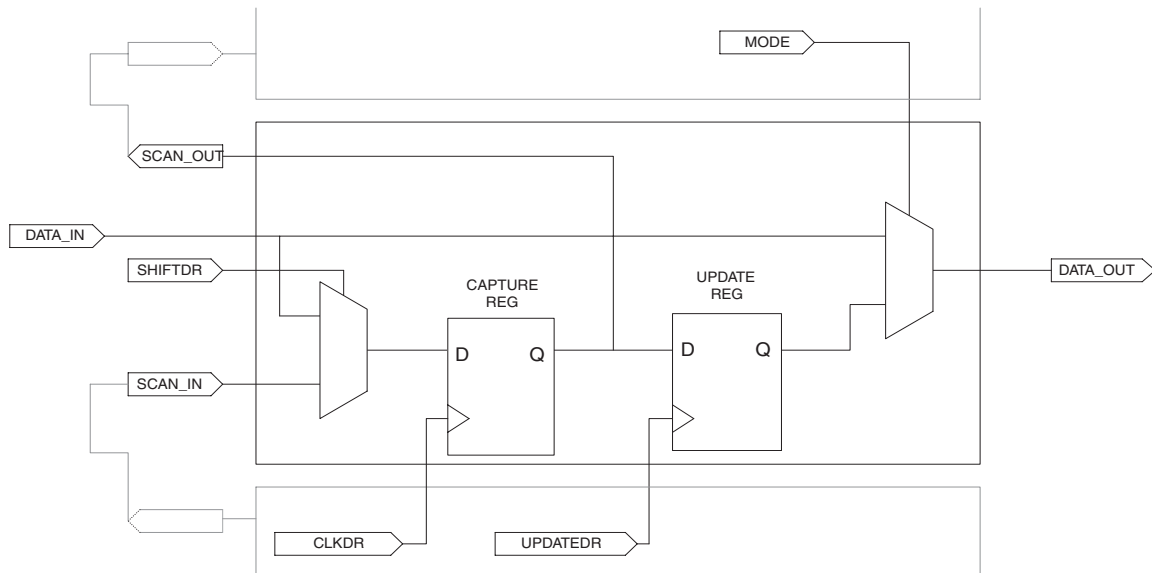 MODE
SCAN_OUT
DATA_IN
SHIFTDR
CAPTURE
REG
UPDATE
REG
DATA_OUT
D
Q
D
Q
SCAN_IN
CLKDR
UPDATEDR